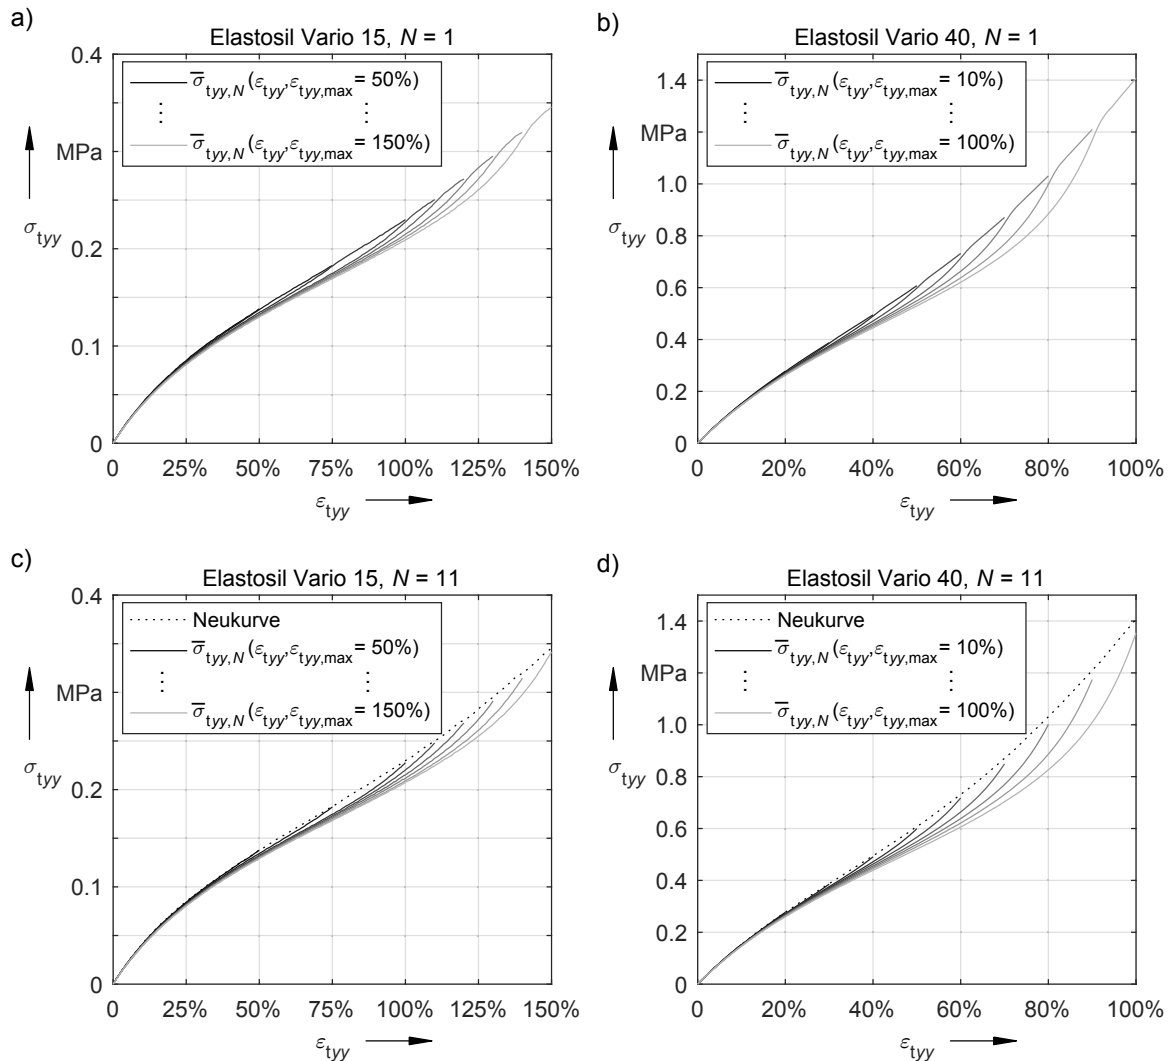 a)
Elastosil Vario 15, N = 1
0.4
MPa
σtyy
0.2
0.1
0
σ̅tyy,N (εtyy,εtyy,max = 50%)
⋮ ⋮
σ̅tyy,N (εtyy,εtyy,max = 150%)
0 25% 50% 75% 100% 125% 150%
εtyy
b)
Elastosil Vario 40, N = 1
1.4
MPa
1.0
σtyy
0.8
0.6
0.4
0.2
0
σ̅tyy,N (εtyy,εtyy,max = 10%)
⋮ ⋮
σ̅tyy,N (εtyy,εtyy,max = 100%)
0 20% 40% 60% 80% 100%
εtyy
c)
Elastosil Vario 15, N = 11
0.4
MPa
σtyy
0.2
0.1
0
Neukurve
σ̅tyy,N (εtyy,εtyy,max = 50%)
⋮ ⋮
σ̅tyy,N (εtyy,εtyy,max = 150%)
0 25% 50% 75% 100% 125% 150%
εtyy
d)
Elastosil Vario 40, N = 11
1.4
MPa
1.0
σtyy
0.8
0.6
0.4
0.2
0
Neukurve
σ̅tyy,N (εtyy,εtyy,max = 10%)
⋮ ⋮
σ̅tyy,N (εtyy,εtyy,max = 100%)
0 20% 40% 60% 80% 100%
εtyy